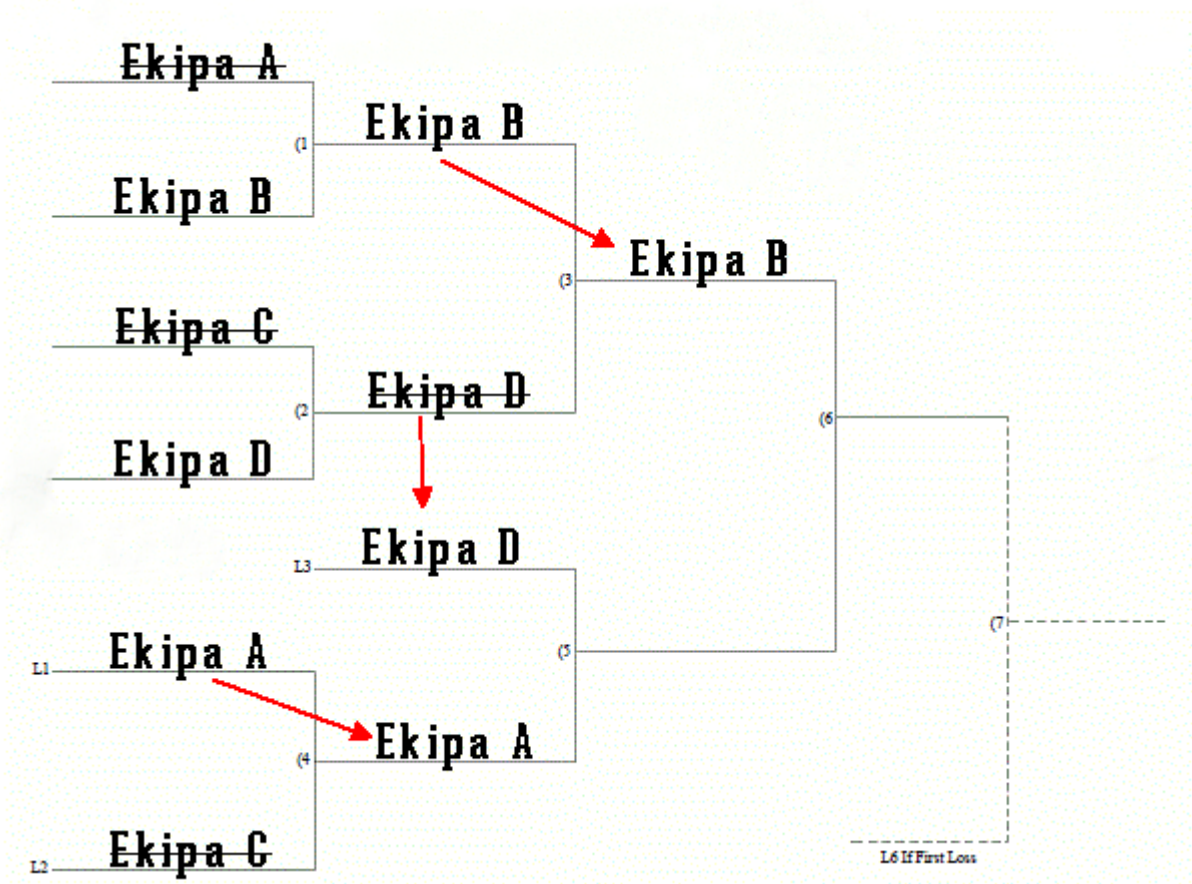 Ekipa A
(1
Ekipa B
Ekipa B
Ekipa B
(3
Ekipa C
(2
Ekipa D
Ekipa D
(6
L3
Ekipa D
(7
L1
Ekipa A
(5
(4
Ekipa A
L2
Ekipa C
L6 If First Loss